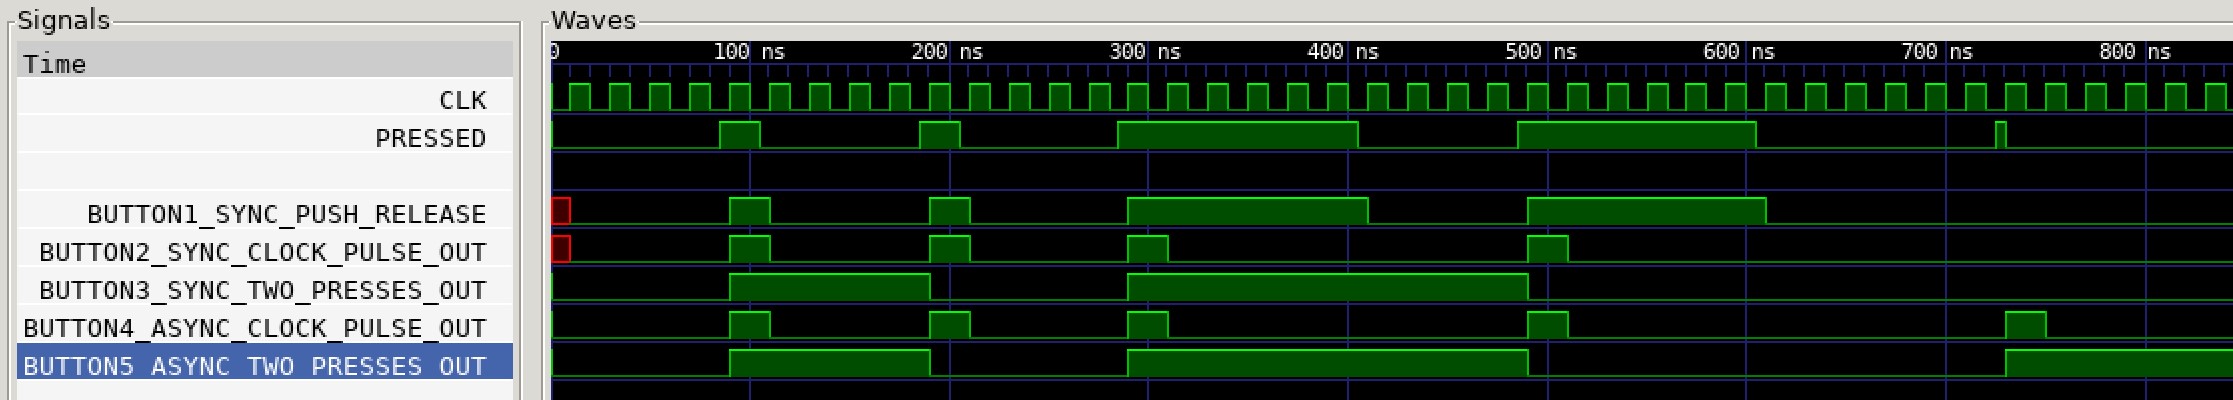 Signals
Waves
Time
0 100 ns 200 ns 300 ns 400 ns 500 ns 600 ns 700 ns 800 ns
CLK
PRESSED
BUTTON1_SYNC_PUSH_RELEASE
BUTTON2_SYNC_CLOCK_PULSE_OUT
BUTTON3_SYNC_TWO_PRESSES_OUT
BUTTON4_ASYNC_CLOCK_PULSE_OUT
BUTTON5_ASYNC_TWO_PRESSES_OUT